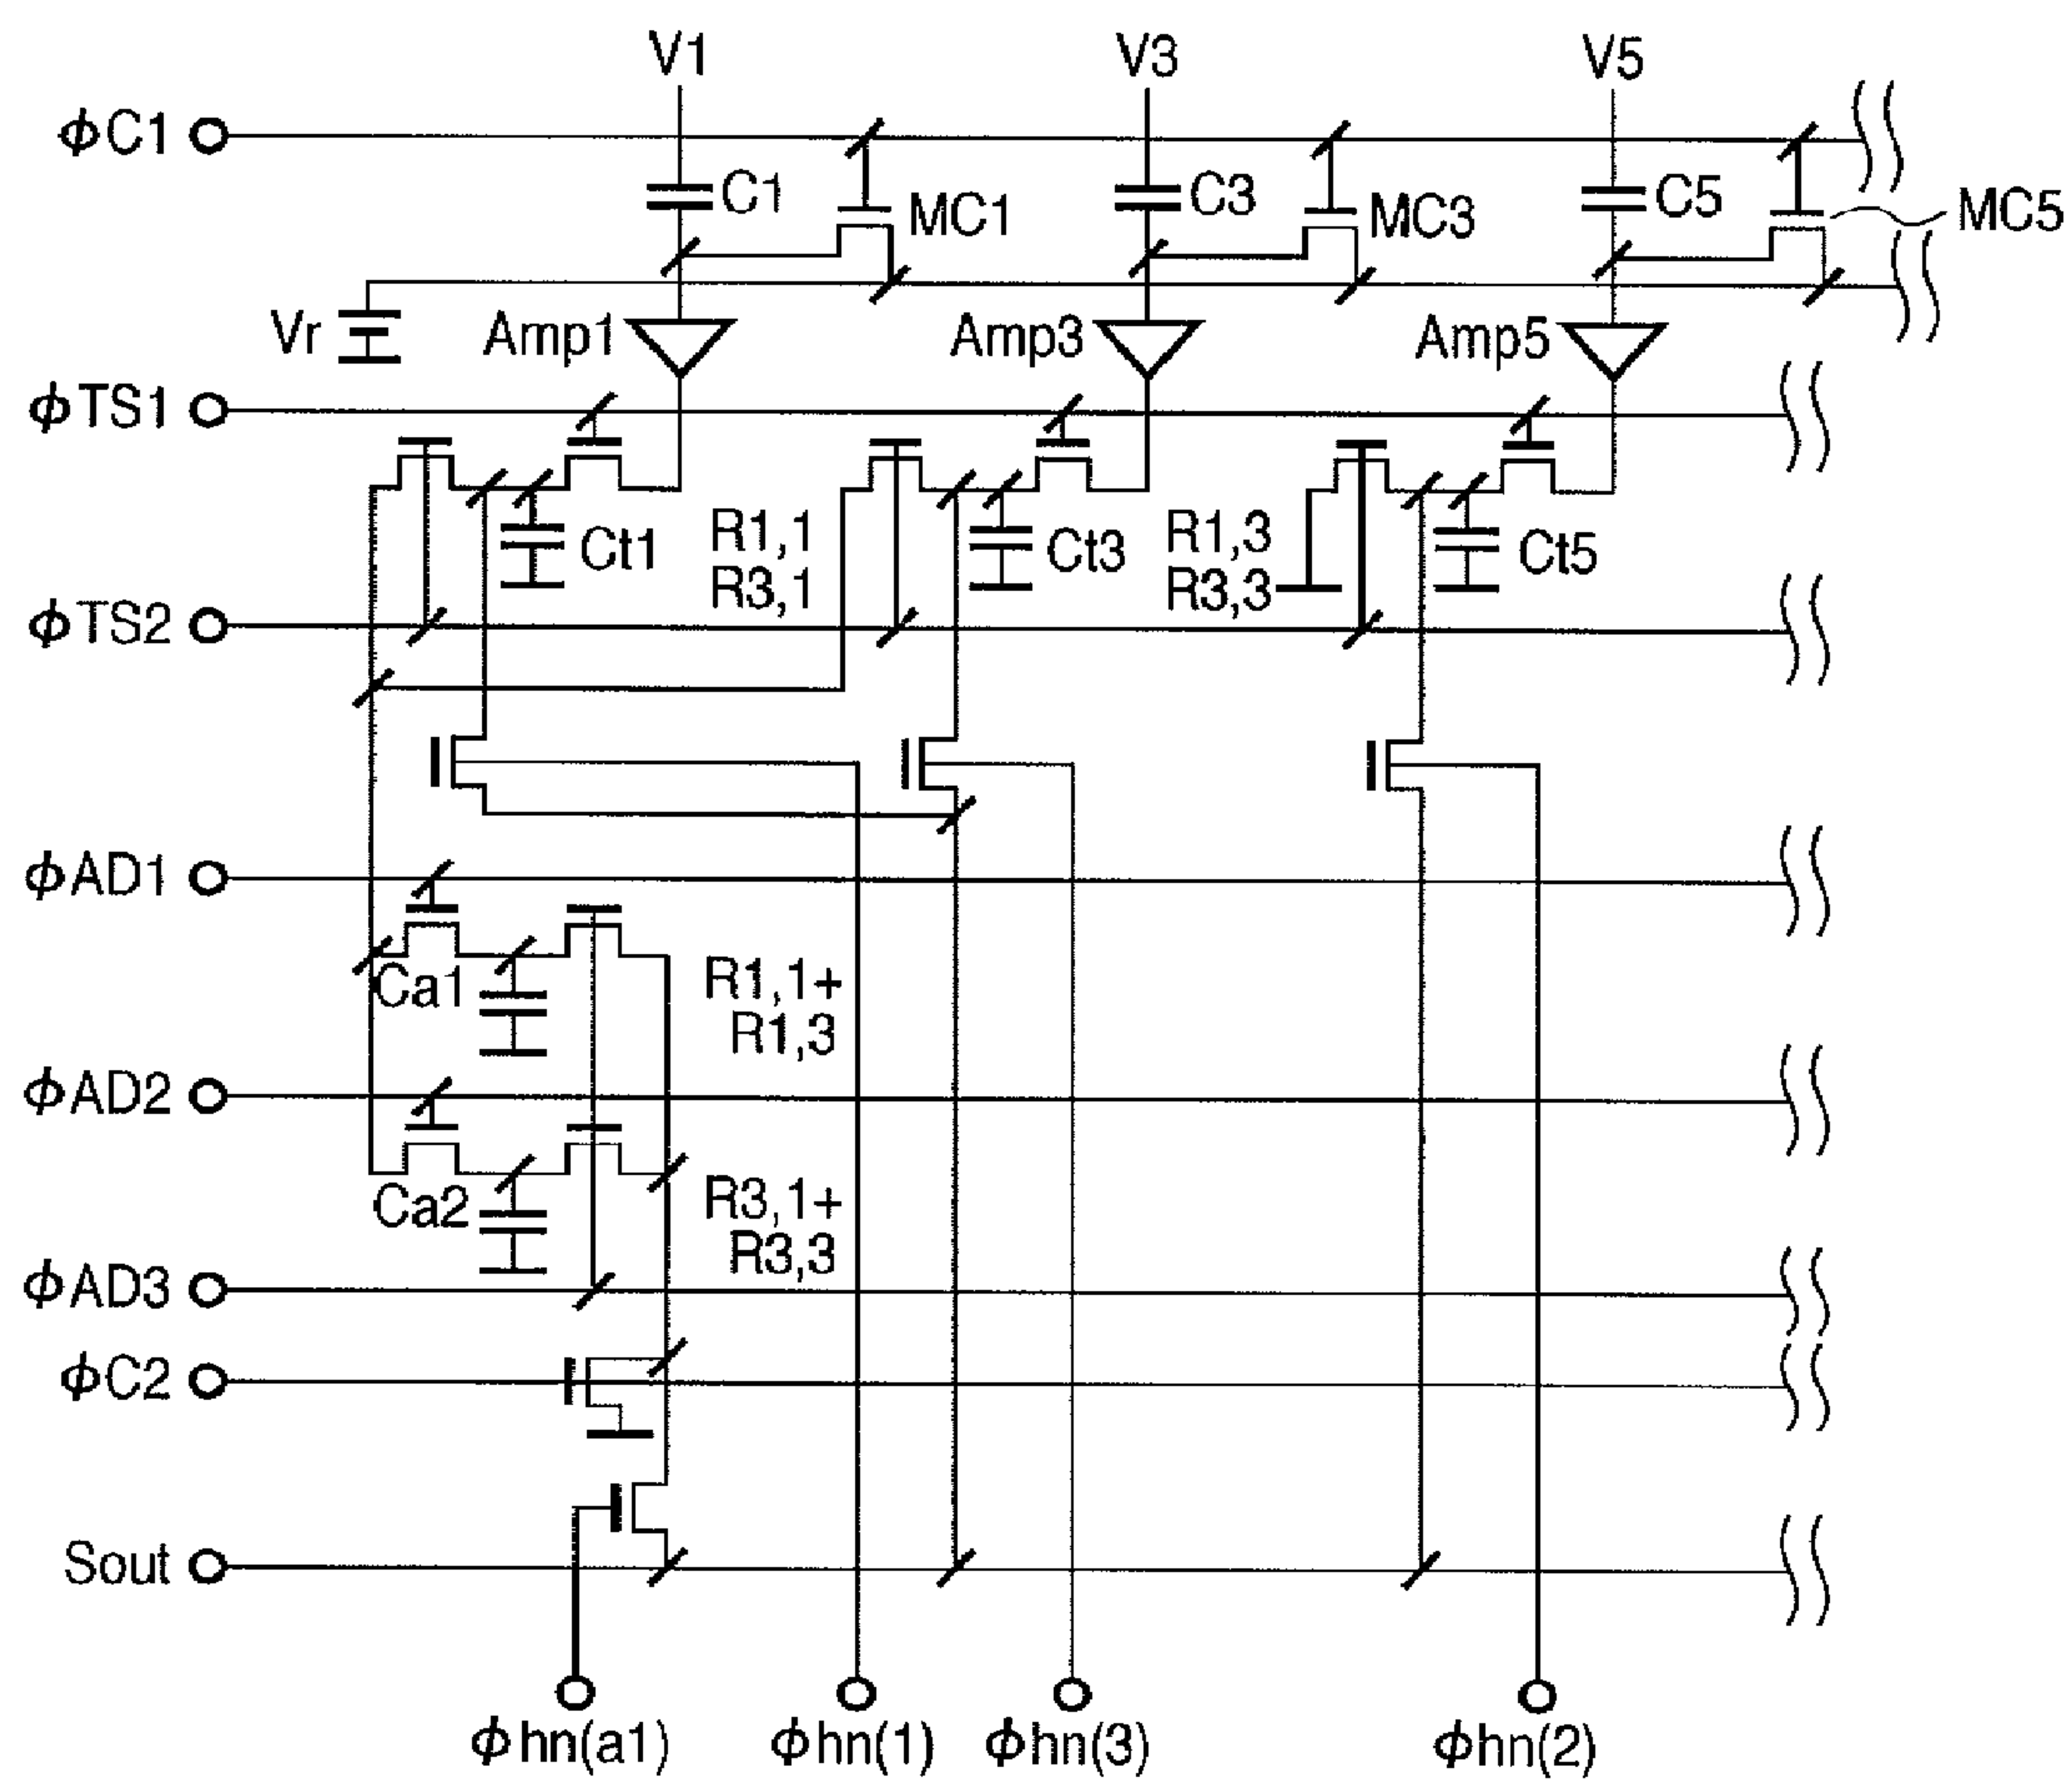 V1 V3 V5
ϕC1
C1 MC1 C3 MC3 C5 MC5
Vr Amp1 Amp3 Amp5
ϕTS1
Ct1 R1,1 Ct3 R1,3 Ct5
R3,1 R3,3
ϕTS2
ϕAD1
Ca1 R1,1+
R1,3
ϕAD2
Ca2 R3,1+
R3,3
ϕAD3
ϕC2
Sout
ϕhn(a1) ϕhn(1) ϕhn(3) ϕhn(2)